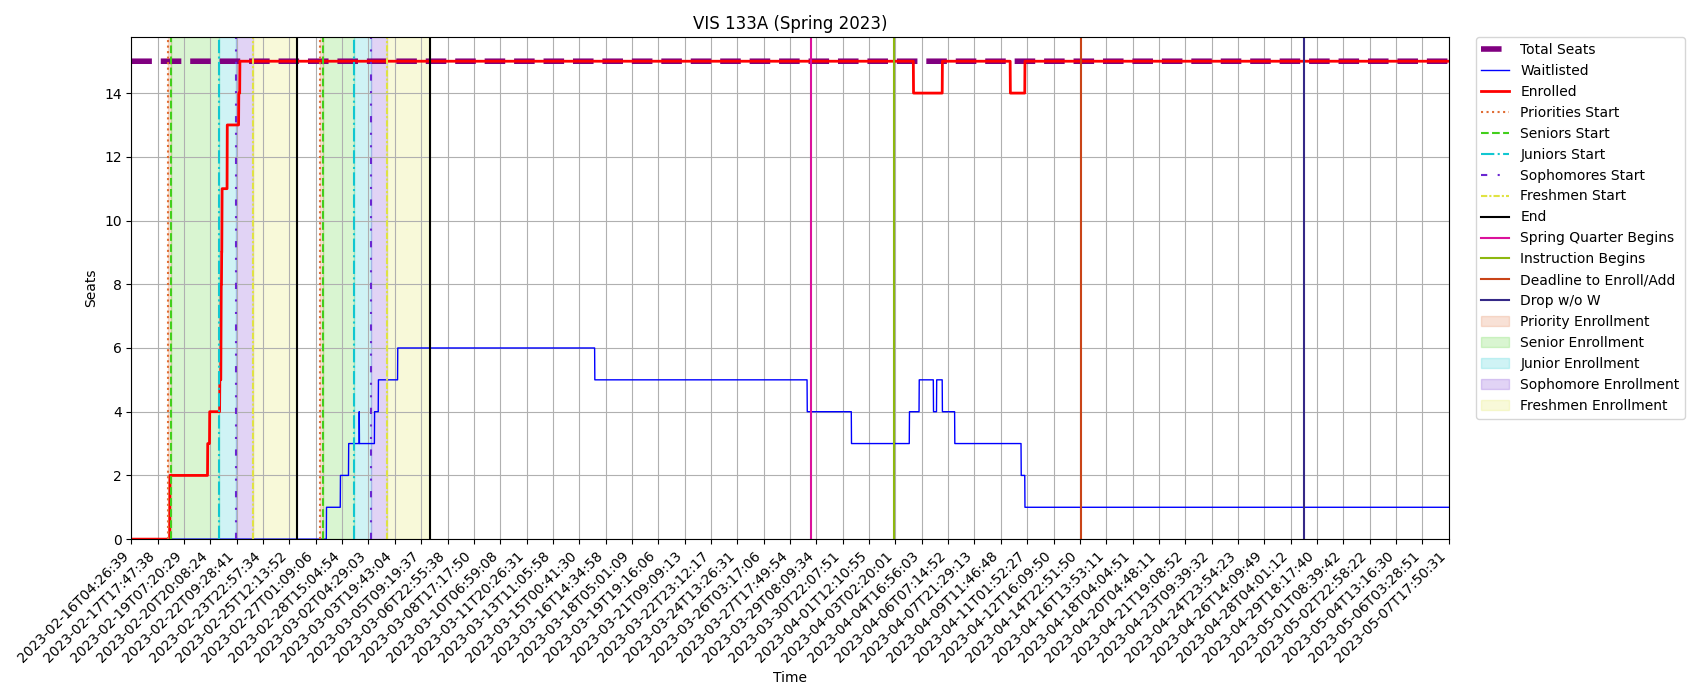 VIS 133A (Spring 2023)
Seats
14
12
10
8
6
4
2
0
2023-02-16T04:26:39
2023-02-17T17:47:38
2023-02-19T07:20:29
2023-02-20T20:08:24
2023-02-22T09:28:41
2023-02-23T22:57:34
2023-02-25T12:13:52
2023-02-27T01:09:06
2023-02-28T15:04:54
2023-03-02T04:29:03
2023-03-03T19:43:04
2023-03-05T09:19:37
2023-03-06T22:55:38
2023-03-08T17:17:50
2023-03-10T06:59:08
2023-03-11T20:26:31
2023-03-13T11:05:58
2023-03-15T00:41:30
2023-03-16T14:34:58
2023-03-18T05:01:09
2023-03-19T19:16:06
2023-03-21T09:09:13
2023-03-22T23:12:17
2023-03-24T13:26:31
2023-03-26T03:17:06
2023-03-27T17:49:54
2023-03-29T08:09:34
2023-03-30T22:07:51
2023-04-01T12:10:55
2023-04-03T02:20:01
2023-04-04T16:56:03
2023-04-06T07:14:52
2023-04-07T21:29:13
2023-04-09T11:46:48
2023-04-11T01:52:27
2023-04-12T16:09:50
2023-04-14T22:51:50
2023-04-16T13:53:11
2023-04-18T04:04:51
2023-04-20T04:48:11
2023-04-21T19:08:52
2023-04-23T09:39:32
2023-04-24T23:54:23
2023-04-26T14:09:49
2023-04-28T04:01:12
2023-04-29T18:17:40
2023-05-01T08:39:42
2023-05-02T22:58:22
2023-05-04T13:16:30
2023-05-06T03:28:51
2023-05-07T17:50:31
Time
Total Seats
Waitlisted
Enrolled
Priorities Start
Seniors Start
Juniors Start
Sophomores Start
Freshmen Start
End
Spring Quarter Begins
Instruction Begins
Deadline to Enroll/Add
Drop w/o W
Priority Enrollment
Senior Enrollment
Junior Enrollment
Sophomore Enrollment
Freshmen Enrollment